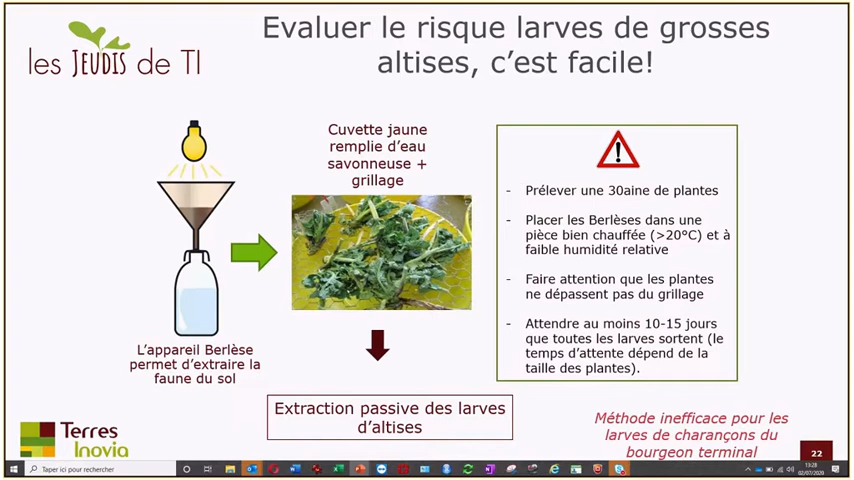 les JEUDIS de TI
Evaluer le risque larves de grosses
altises, c'est facile!
Cuvette jaune
remplie d'eau
savonneuse +
grillage
L'appareil Berlèse
permet d'extraire la
faune du sol
Extraction passive des larves
d'altises
- Prélever une 30aine de plantes
- Placer les Berlèses dans une
pièce bien chauffée (>20°C) et à
faible humidité relative
- Faire attention que les plantes
ne dépassent pas du grillage
- Attendre au moins 10-15 jours
que toutes les larves sortent (le
temps d'attente dépend de la
taille des plantes).
Méthode inefficace pour les
larves de charançons du
bourgeon terminal
Terres
Inovia
22
Taper ici pour rechercher
13:28
02/07/2020